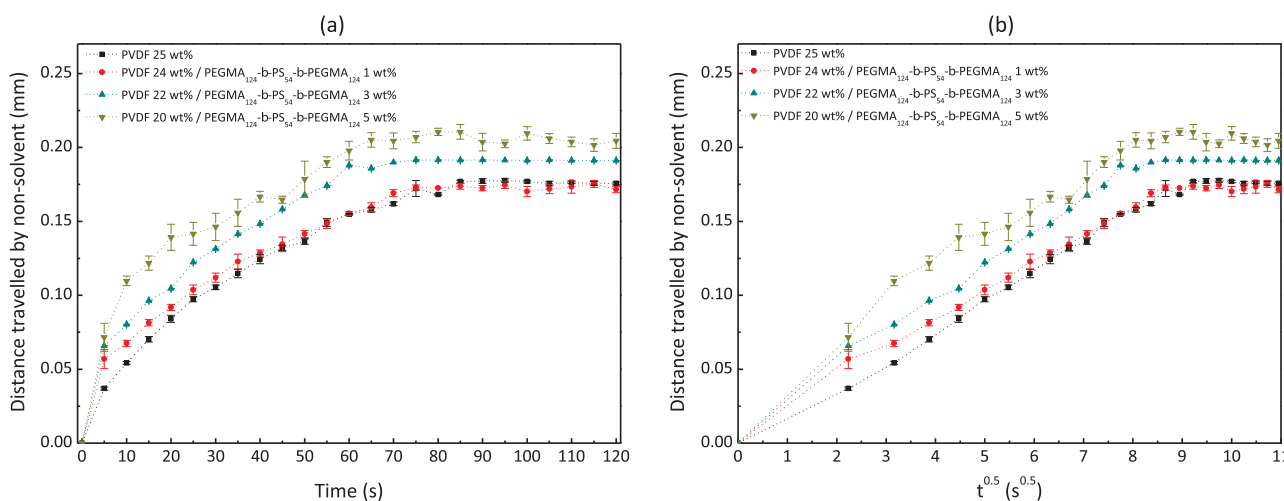 (a)
PVDF 25 wt%
PVDF 24 wt% / PEGMA124-b-PS54-b-PEGMA124 1 wt%
PVDF 22 wt% / PEGMA124-b-PS54-b-PEGMA124 3 wt%
PVDF 20 wt% / PEGMA124-b-PS54-b-PEGMA124 5 wt%
Distance travelled by non-solvent (mm)
0.25
0.20
0.15
0.10
0.05
0.00
0 10 20 30 40 50 60 70 80 90 100 110 120
Time (s)
(b)
PVDF 25 wt%
PVDF 24 wt% / PEGMA124-b-PS54-b-PEGMA124 1 wt%
PVDF 22 wt% / PEGMA124-b-PS54-b-PEGMA124 3 wt%
PVDF 20 wt% / PEGMA124-b-PS54-b-PEGMA124 5 wt%
Distance travelled by non-solvent (mm)
0.25
0.20
0.15
0.10
0.05
0.00
0 1 2 3 4 5 6 7 8 9 10 11
t^0.5 (s^0.5)